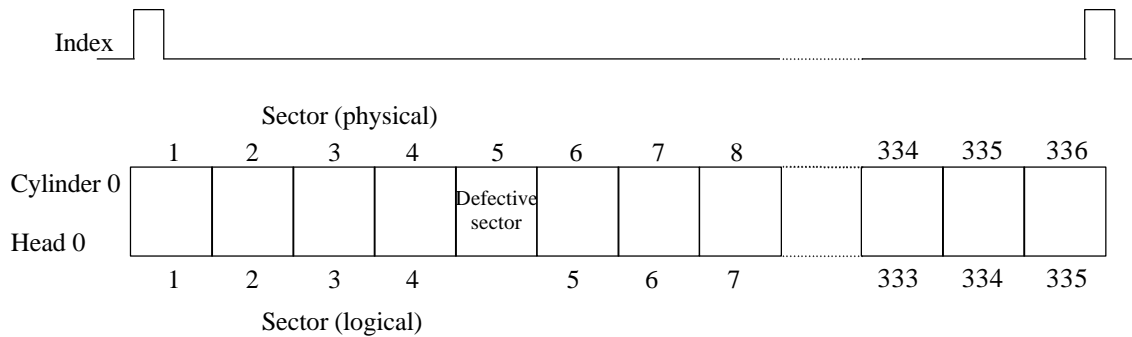 Index
Sector (physical)
1 2 3 4 5 6 7 8 334 335 336
Cylinder 0
Defective
sector
Head 0
1 2 3 4 5 6 7 333 334 335
Sector (logical)